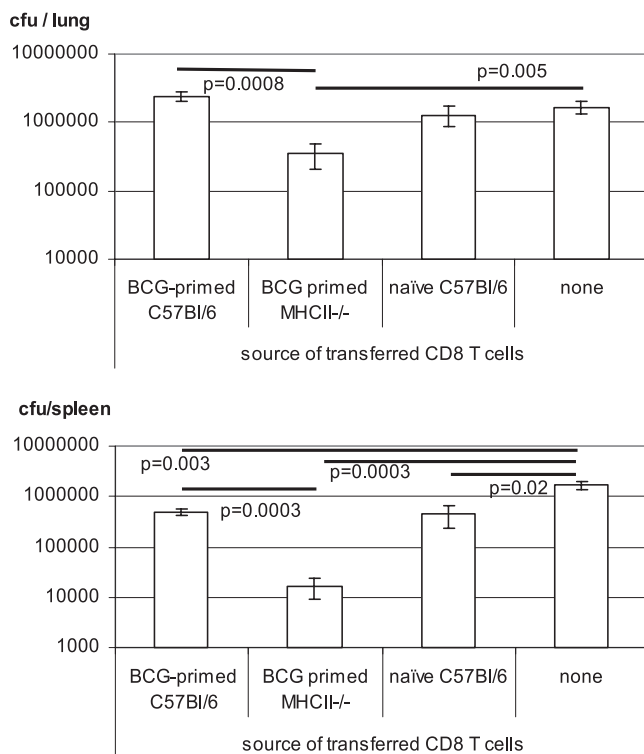 cfu / lung
10000000
p=0.0008
p=0.005
1000000
100000
10000
BCG-primed BCG primed naïve C57Bl/6 none
C57Bl/6 MHCII-/-
source of transferred CD8 T cells
cfu/spleen
10000000
p=0.003
p=0.0003
p=0.02
1000000
p=0.0003
100000
10000
1000
BCG-primed BCG primed naïve C57Bl/6 none
C57Bl/6 MHCII-/-
source of transferred CD8 T cells